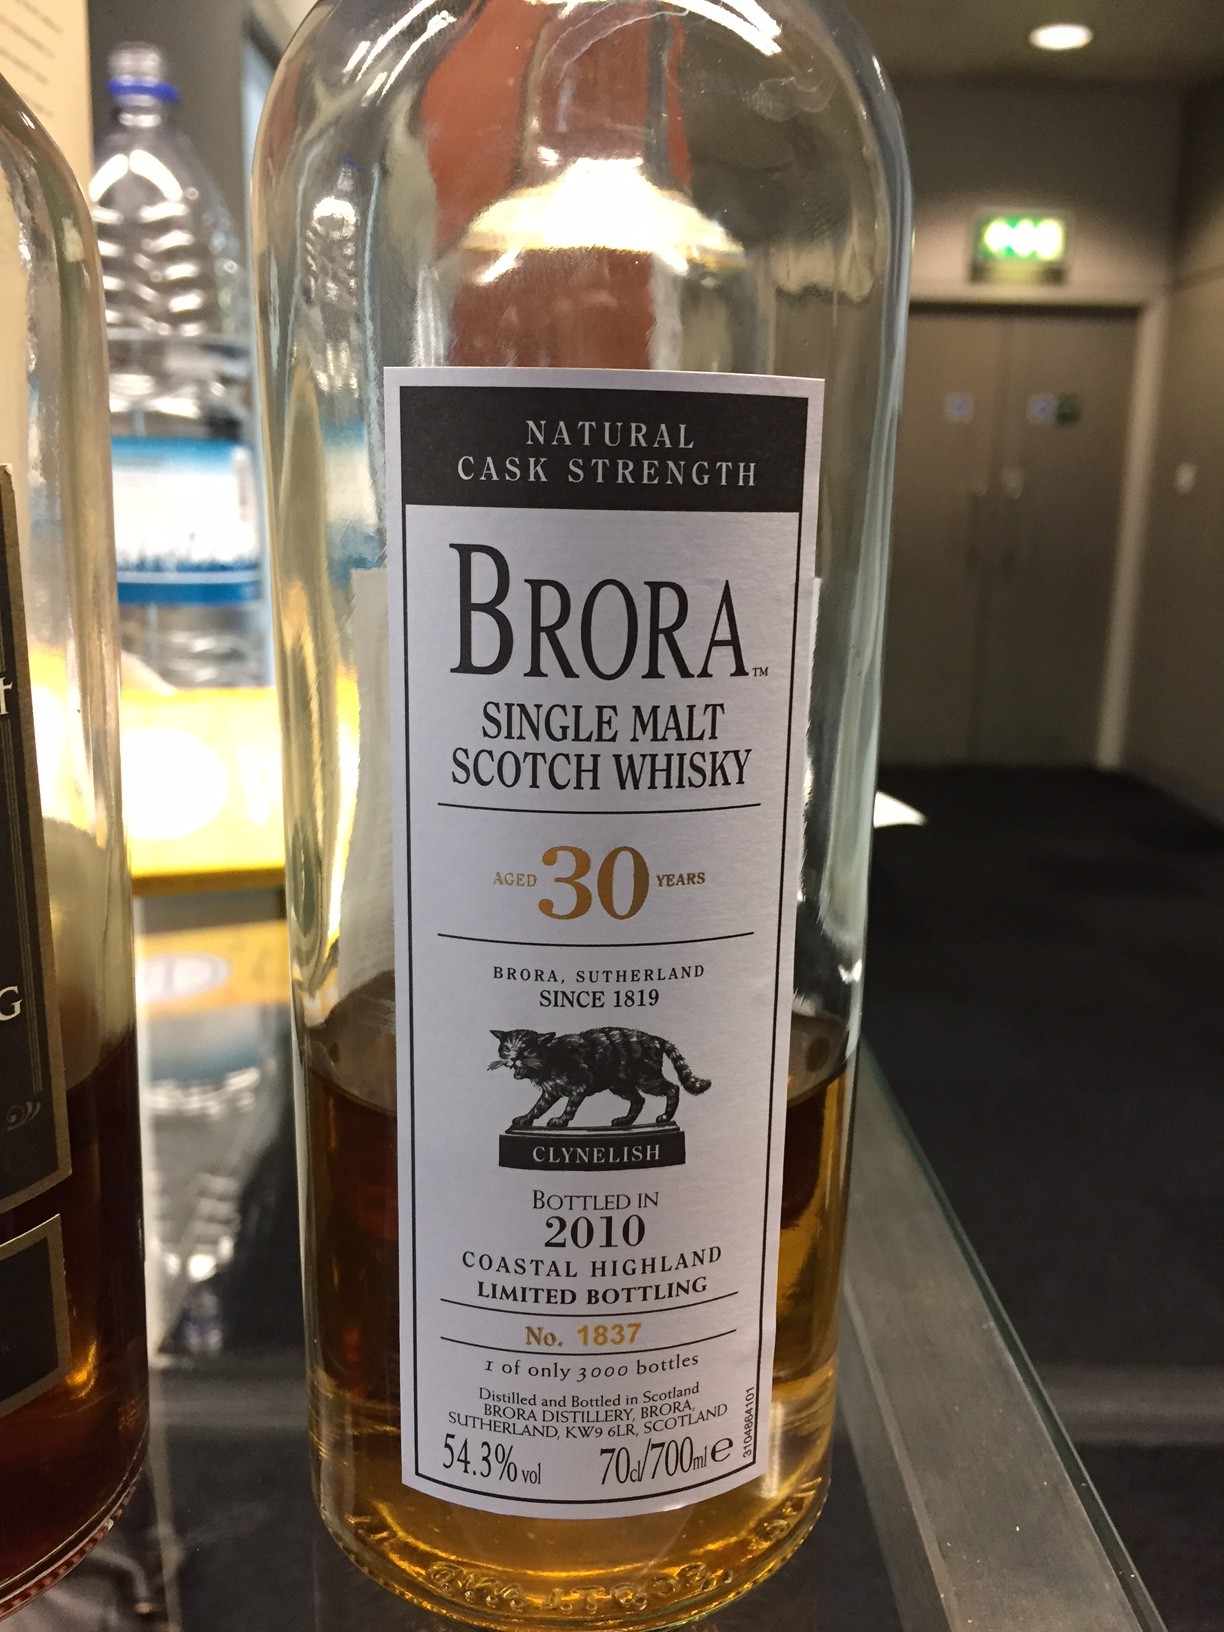 NATURAL
CASK STRENGTH
BRORA™
SINGLE MALT
SCOTCH WHISKY
AGED 30 YEARS
BRORA, SUTHERLAND
SINCE 1819
CLYNELISH
BOTTLED IN
2010
COASTAL HIGHLAND
LIMITED BOTTLING
No. 1837
1 of only 3000 bottles
Distilled and Bottled in Scotland
BRORA DISTILLERY, BRORA,
SUTHERLAND, KW9 6LR, SCOTLAND
54.3% vol 70cl/700ml e
3104864101